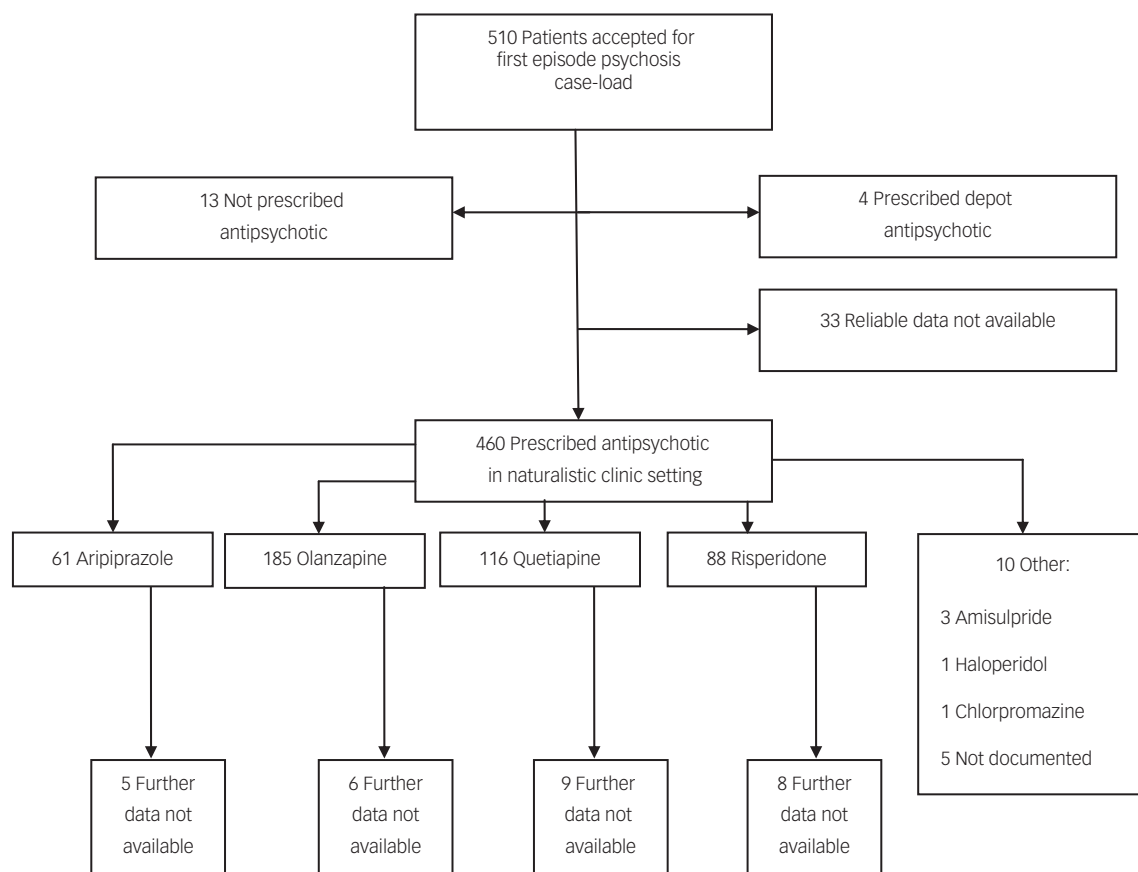 510 Patients accepted for
first episode psychosis
case-load
13 Not prescribed
antipsychotic
4 Prescribed depot
antipsychotic
33 Reliable data not available
460 Prescribed antipsychotic
in naturalistic clinic setting
61 Aripiprazole
185 Olanzapine
116 Quetiapine
88 Risperidone
10 Other:
3 Amisulpride
1 Haloperidol
1 Chlorpromazine
5 Not documented
5 Further
data not
available
6 Further
data not
available
9 Further
data not
available
8 Further
data not
available